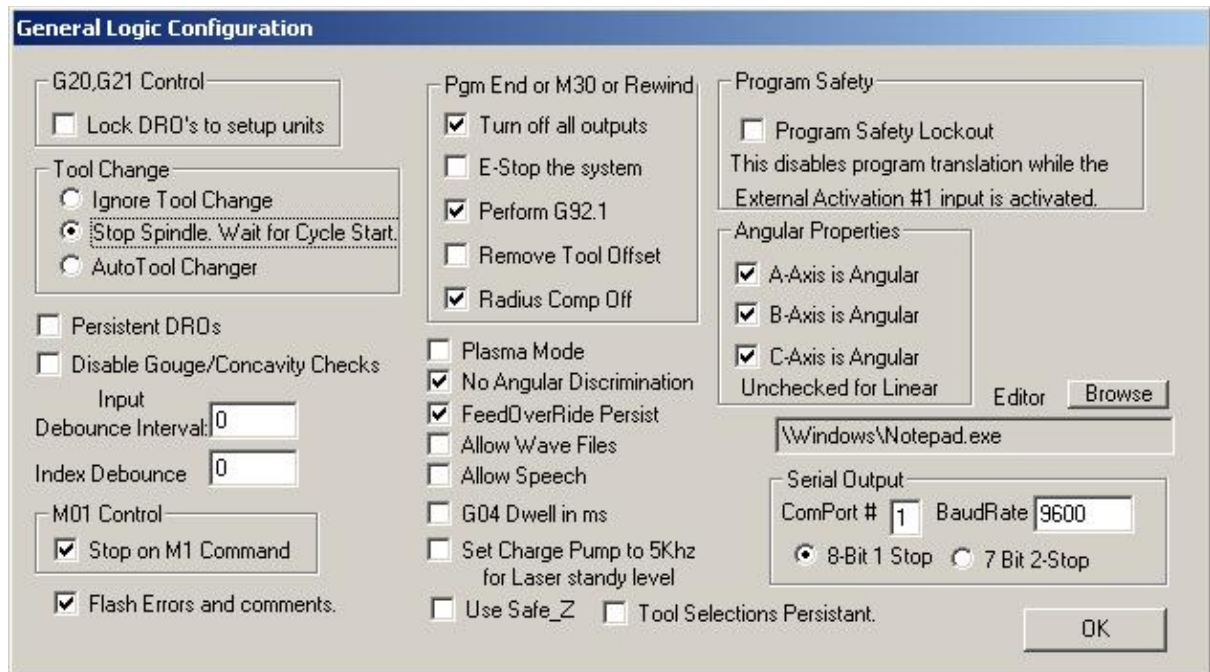 General Logic Configuration
G20,G21 Control
Lock DRO's to setup units
Tool Change
Ignore Tool Change
Stop Spindle. Wait for Cycle Start.
AutoTool Changer
Persistent DROs
Disable Gouge/Concavity Checks
Input
Debounce Interval: 0
Index Debounce 0
M01 Control
Stop on M1 Command
Flash Errors and comments.
Pgm End or M30 or Rewind
Turn off all outputs
E-Stop the system
Perform G92.1
Remove Tool Offset
Radius Comp Off
Plasma Mode
No Angular Discrimination
FeedOverRide Persist
Allow Wave Files
Allow Speech
G04 Dwell in ms
Set Charge Pump to 5Khz
for Laser standy level
Use Safe_Z
Tool Selections Persistant.
Program Safety
Program Safety Lockout
This disables program translation while the
External Activation #1 input is activated.
Angular Properties
A-Axis is Angular
B-Axis is Angular
C-Axis is Angular
Unchecked for Linear
Editor Browse
\Windows\Notepad.exe
Serial Output
ComPort # 1 BaudRate 9600
8-Bit 1 Stop 7 Bit 2-Stop
OK